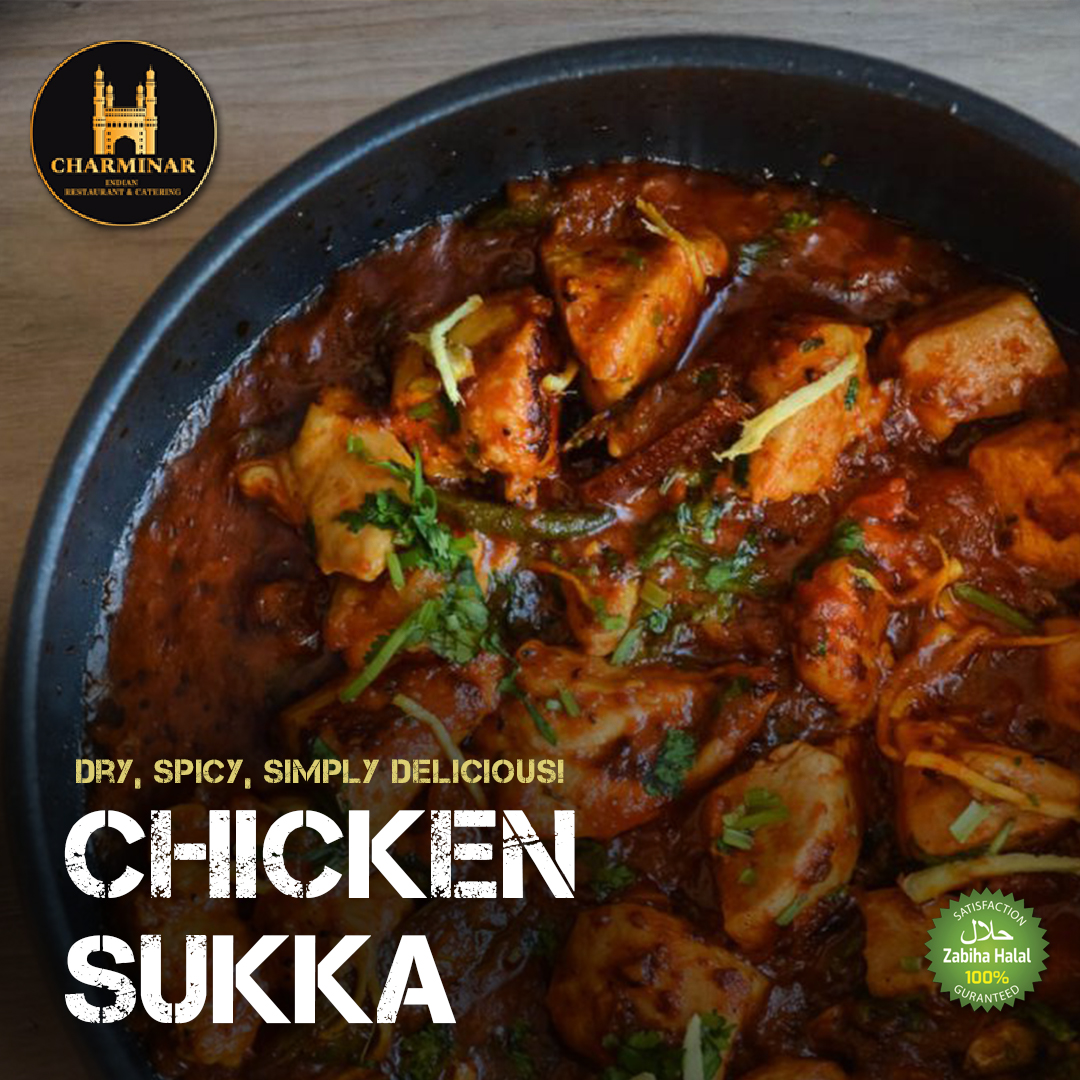 CHARMINAR
INDIAN
RESTAURANT & CATERING
DRY, SPICY, SIMPLY DELICIOUS!
CHICKEN
SUKKA
SATISFACTION
حلال
Zabiha Halal
100%
GURANTEED